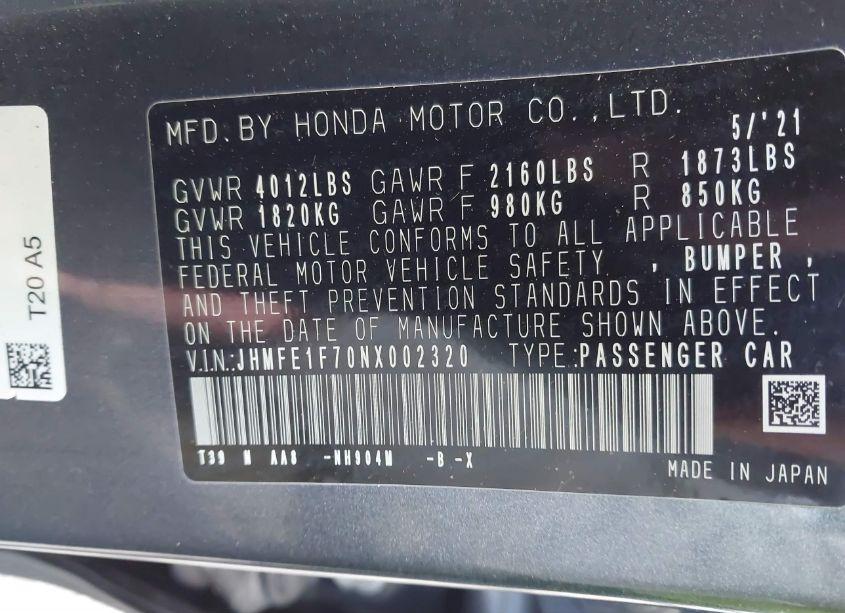 MFD.BY HONDA MOTOR CO.,LTD. 5/'21
GVWR 4012LBS GAWR F 2160LBS R 1873LBS
GVWR 1820KG GAWR F 980KG R 850KG
THIS VEHICLE CONFORMS TO ALL APPLICABLE
FEDERAL MOTOR VEHICLE SAFETY , BUMPER ,
AND THEFT PREVENTION STANDARDS IN EFFECT
ON THE DATE OF MANUFACTURE SHOWN ABOVE.
V.I.N.:JHMFE1F70NX002320 TYPE:PASSENGER CAR
T39 M AA8 -NH904M -B -X
MADE IN JAPAN
T20 A5